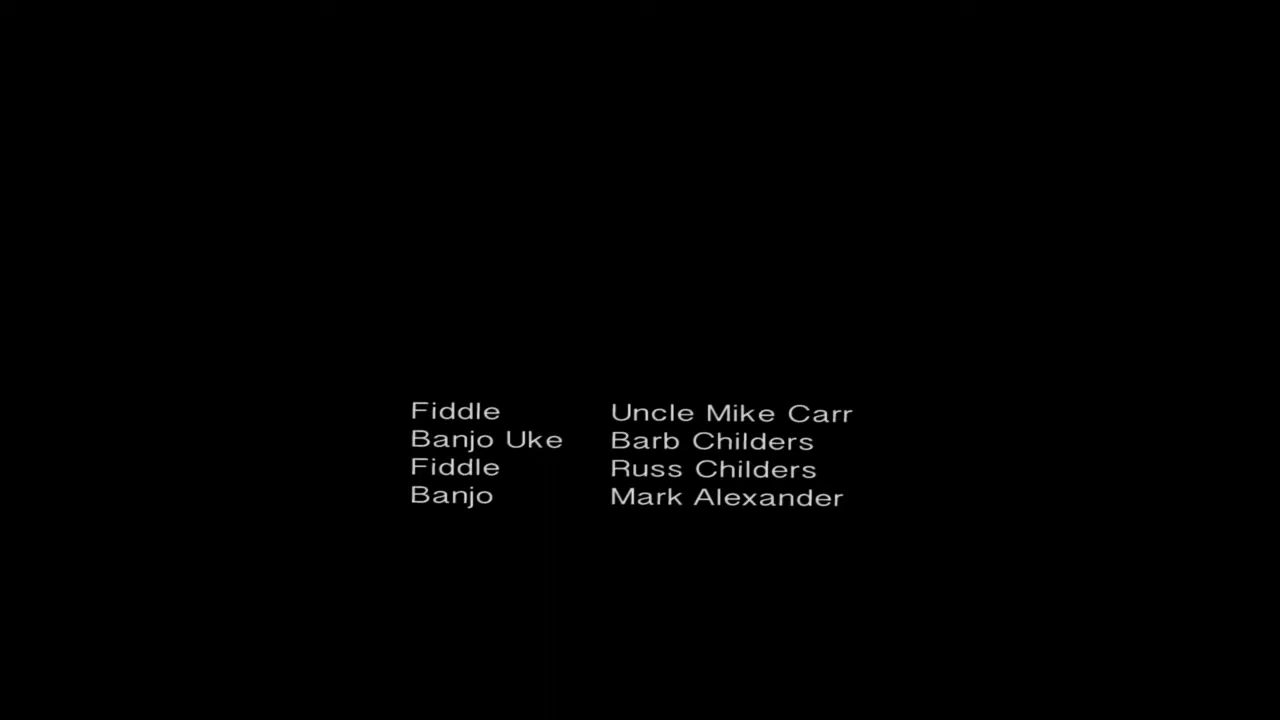 Fiddle Uncle Mike Carr
Banjo Uke Barb Childers
Fiddle Russ Childers
Banjo Mark Alexander